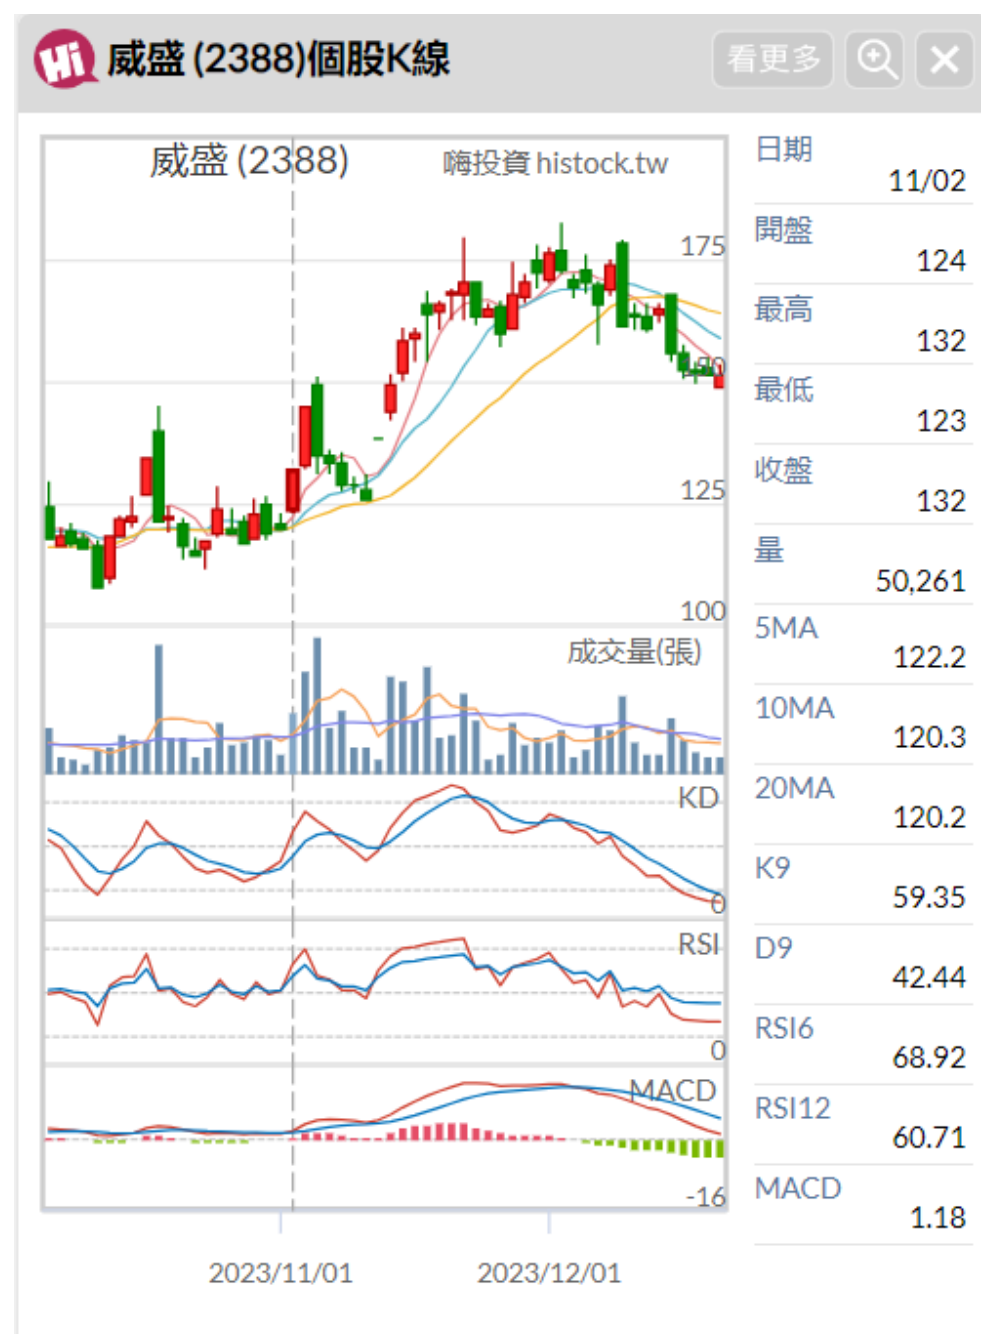 Hi 威盛 (2388)個股K線 看更多
威盛 (2388) 嗨投資 histock.tw
175
150
125
100
成交量(張)
KD
0
RSI
0
MACD
-16
2023/11/01 2023/12/01
日期
11/02
開盤
124
最高
132
最低
123
收盤
132
量
50,261
5MA
122.2
10MA
120.3
20MA
120.2
K9
59.35
D9
42.44
RSI6
68.92
RSI12
60.71
MACD
1.18